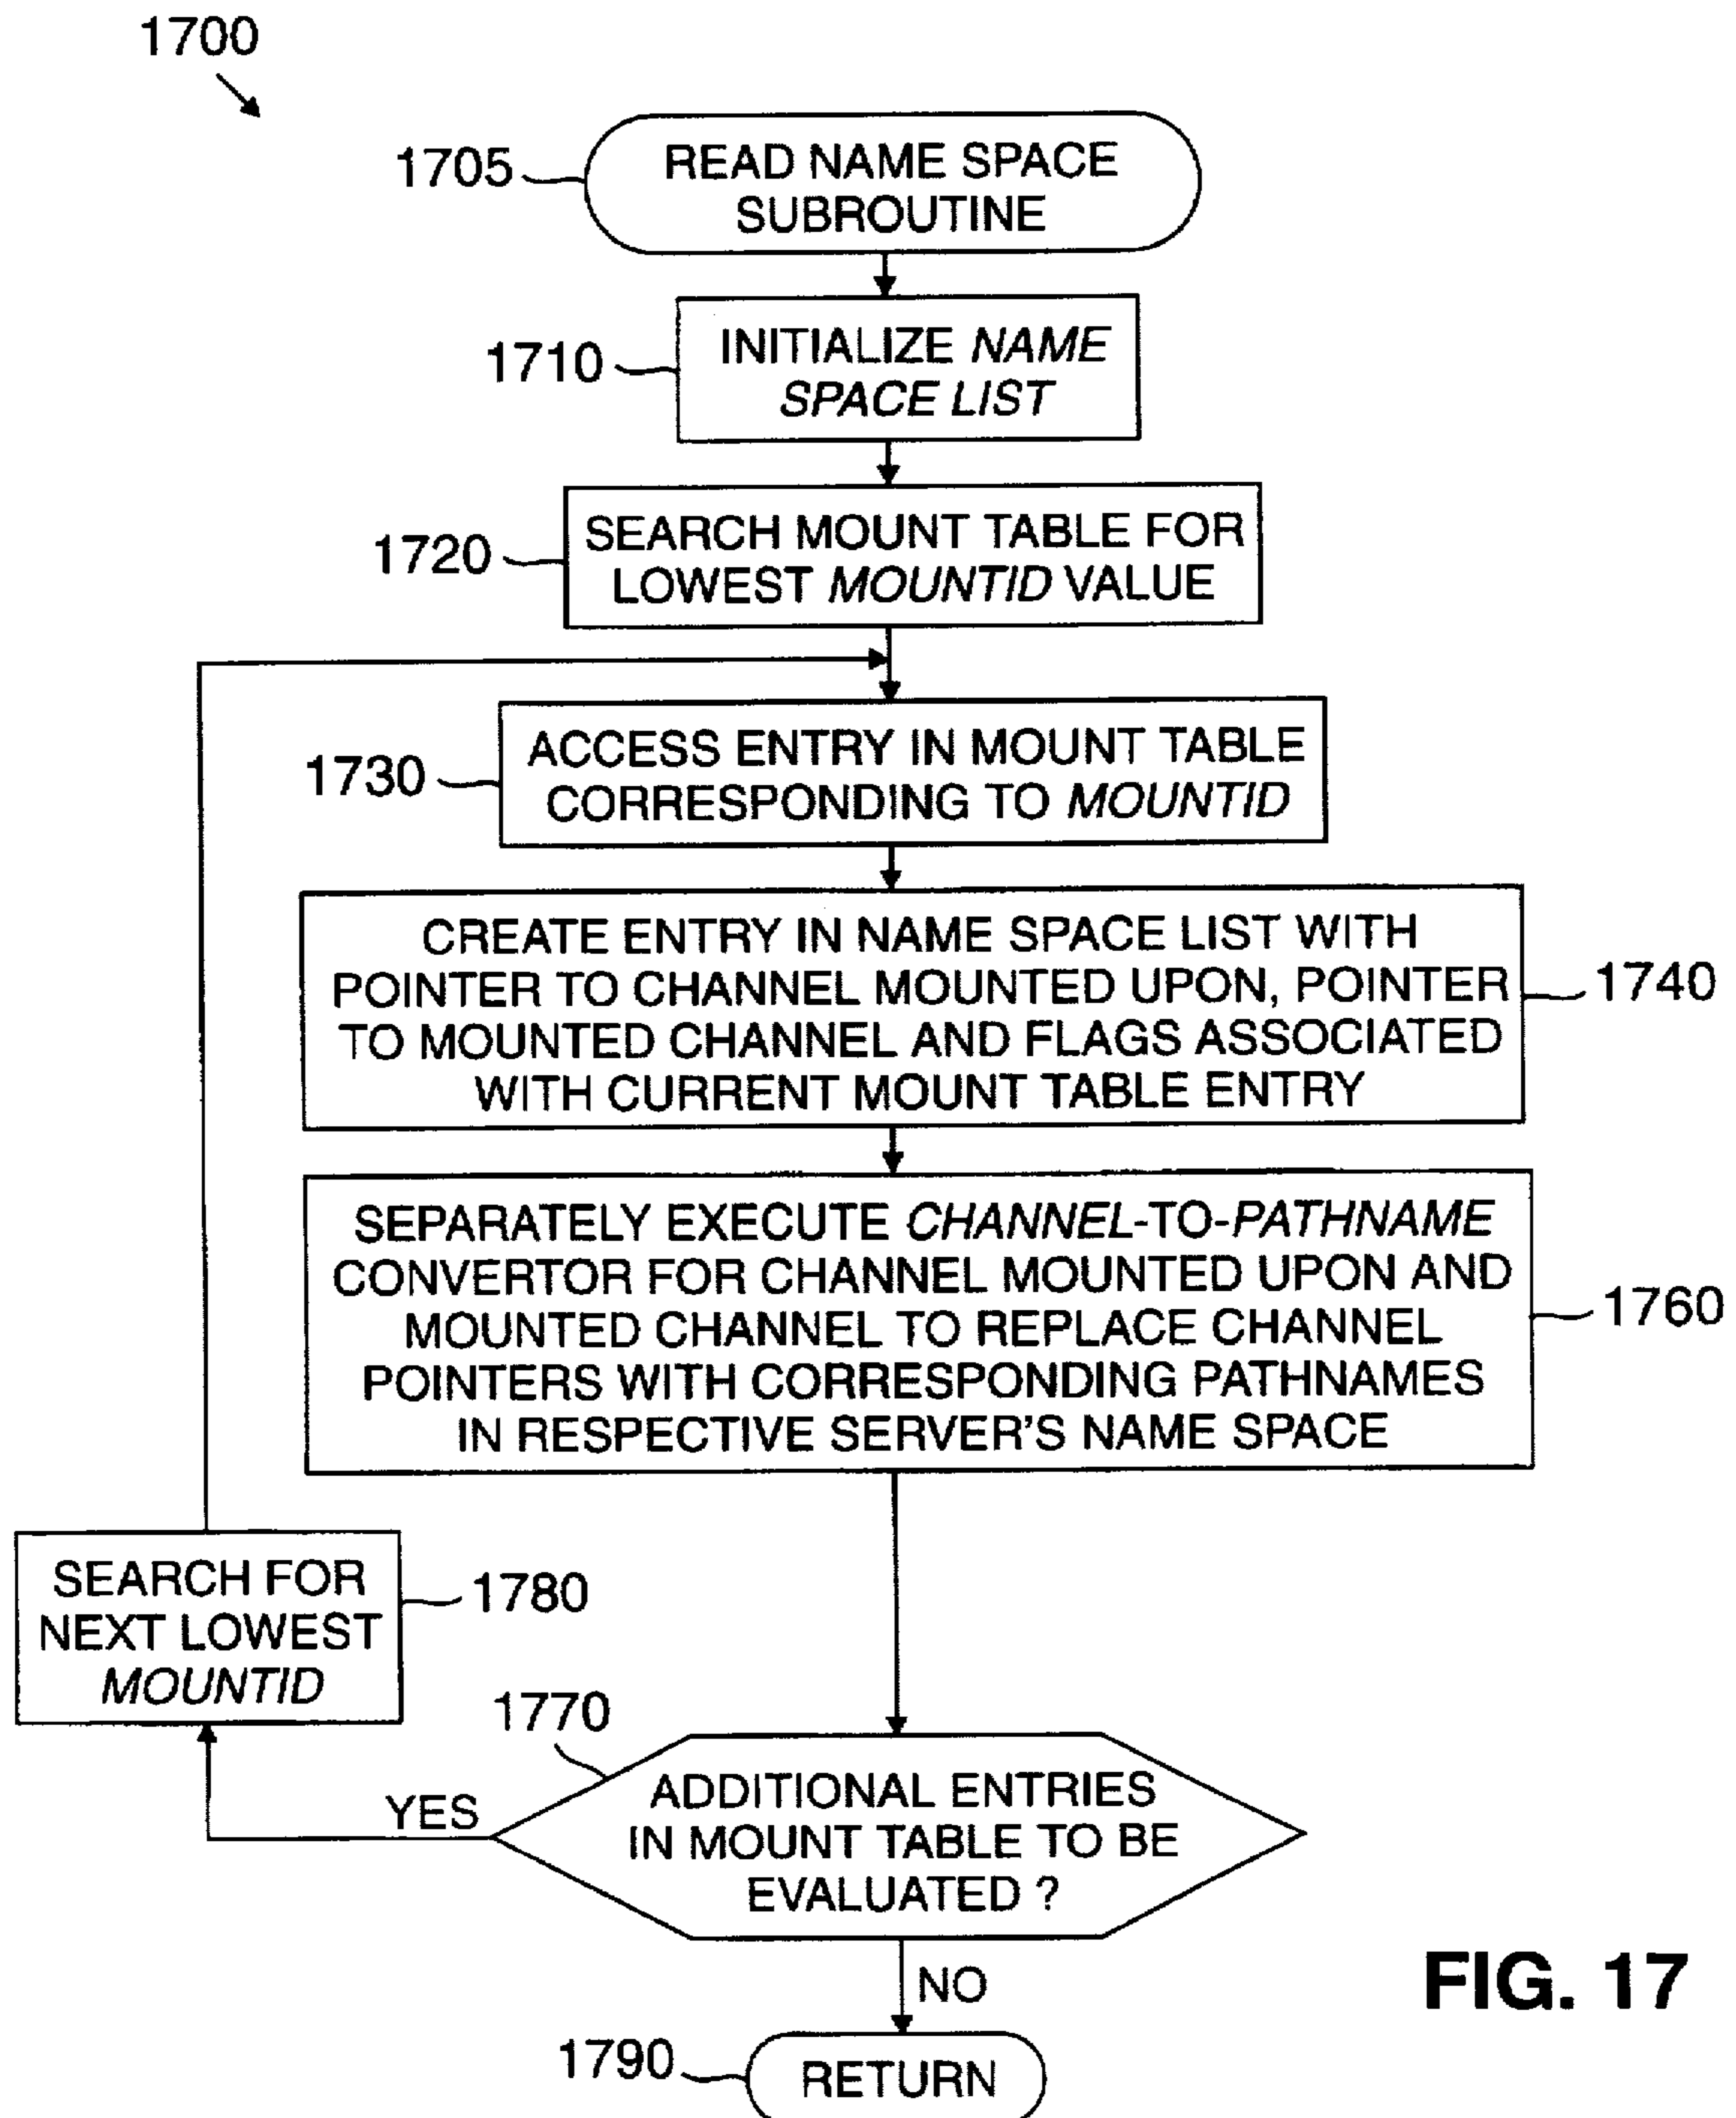 1700
1705
READ NAME SPACE
SUBROUTINE
1710
INITIALIZE NAME
SPACE LIST
1720
SEARCH MOUNT TABLE FOR
LOWEST MOUNTID VALUE
1730
ACCESS ENTRY IN MOUNT TABLE
CORRESPONDING TO MOUNTID
CREATE ENTRY IN NAME SPACE LIST WITH
POINTER TO CHANNEL MOUNTED UPON, POINTER
TO MOUNTED CHANNEL AND FLAGS ASSOCIATED
WITH CURRENT MOUNT TABLE ENTRY
1740
SEPARATELY EXECUTE CHANNEL-TO-PATHNAME
CONVERTOR FOR CHANNEL MOUNTED UPON AND
MOUNTED CHANNEL TO REPLACE CHANNEL
POINTERS WITH CORRESPONDING PATHNAMES
IN RESPECTIVE SERVER'S NAME SPACE
1760
SEARCH FOR
NEXT LOWEST
MOUNTID
1780
1770
ADDITIONAL ENTRIES
IN MOUNT TABLE TO BE
EVALUATED ?
YES
NO
1790
RETURN
FIG. 17